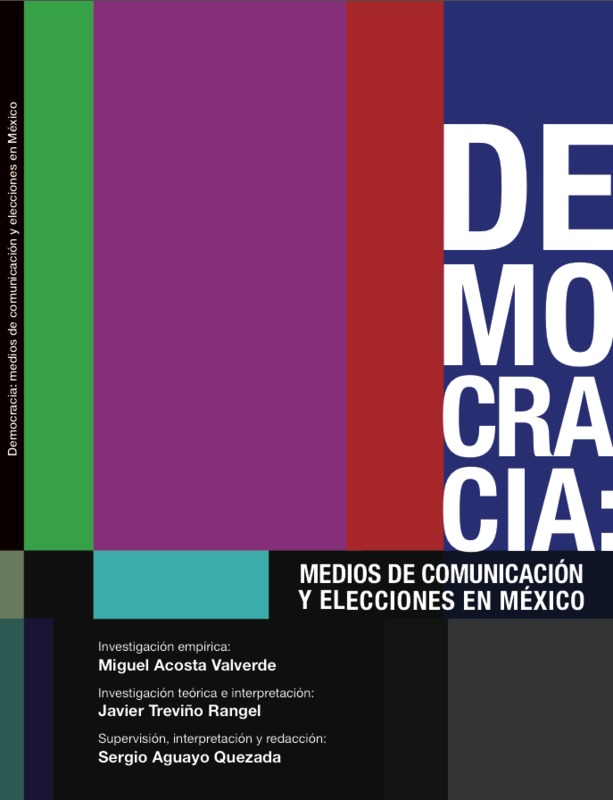 Democracia: medios de comunicación y elecciones en México
DE
MO
CRA
CIA:
MEDIOS DE COMUNICACIÓN
Y ELECCIONES EN MÉXICO
Investigación empírica:
Miguel Acosta Valverde
Investigación teórica e interpretación:
Javier Treviño Rangel
Supervisión, interpretación y redacción:
Sergio Aguayo Quezada